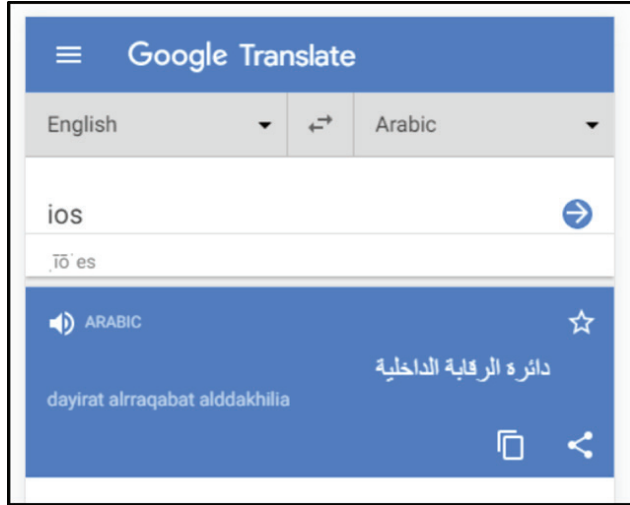 Google Translate
English
Arabic
ios
ˌīōˈes
ARABIC
دائرة الرقابة الداخلية
dayirat alrraqabat alddakhilia